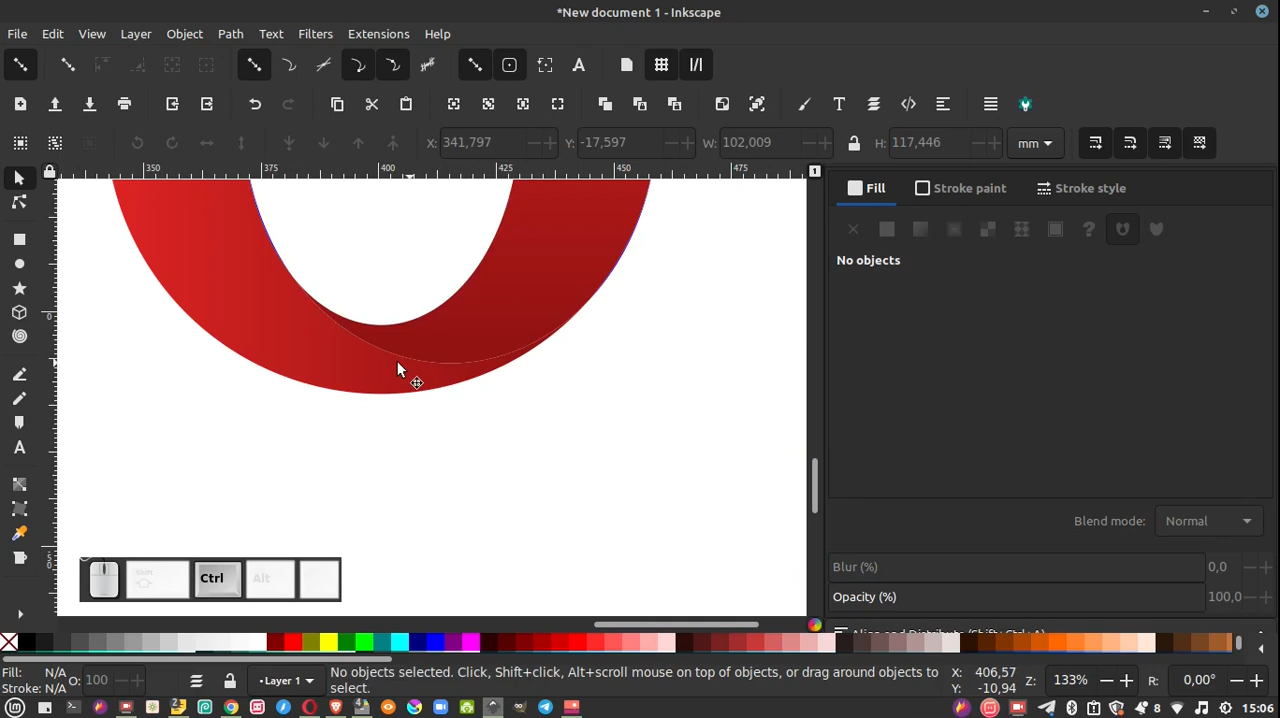 *New document 1 - Inkscape
File Edit View Layer Object Path Text Filters Extensions Help
X: 341,797 Y: -17,597 W: 102,009 H: 117,446 mm
350 375 400 425 450 475
1
Fill Stroke paint Stroke style
No objects
0
Blend mode: Normal
Ctrl Alt
Blur (%) 0,0
Opacity (%) 100,0
Fill: N/A O: 100 Layer 1 No objects selected. Click, Shift+click, Alt+scroll mouse on top of objects, or drag around objects to X: 406,57 Z: 133% R: 0,00°
Stroke: N/A select. Y: -10,94
8 15:06